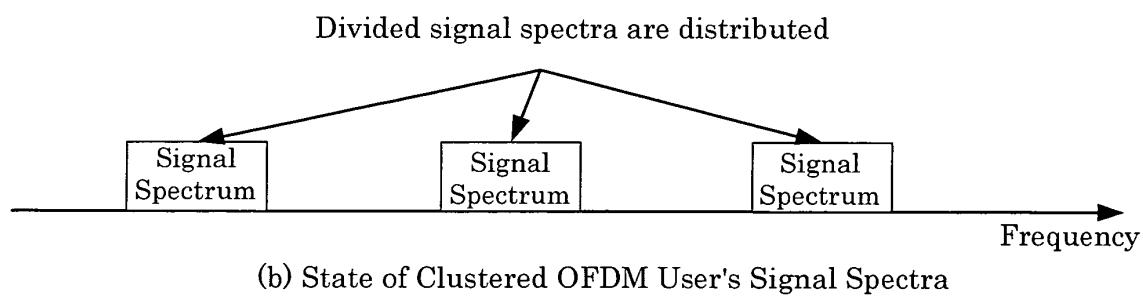 Divided signal spectra are distributed
Signal
Spectrum
Signal
Spectrum
Signal
Spectrum
Frequency
(b) State of Clustered OFDM User's Signal Spectra